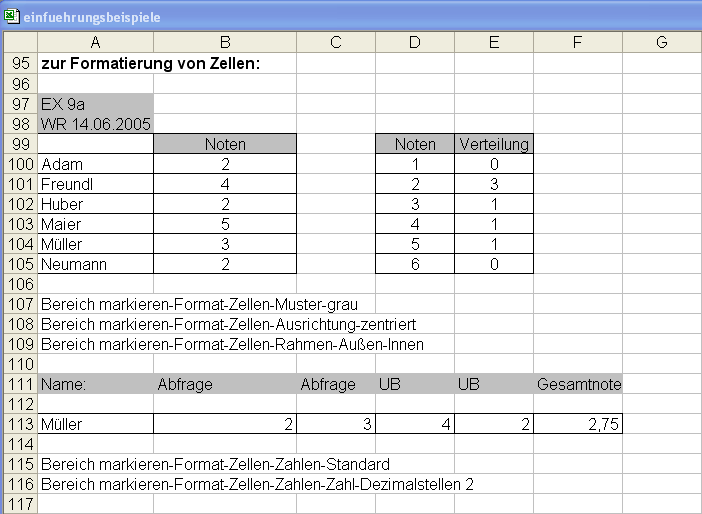 einfuehrungsbeispiele
A B C D E F G
95 zur Formatierung von Zellen:
96
97 EX 9a
98 WR 14.06.2005
99 Noten Noten Verteilung
100 Adam 2 1 0
101 Freundl 4 2 3
102 Huber 2 3 1
103 Maier 5 4 1
104 Müller 3 5 1
105 Neumann 2 6 0
106
107 Bereich markieren-Format-Zellen-Muster-grau
108 Bereich markieren-Format-Zellen-Ausrichtung-zentriert
109 Bereich markieren-Format-Zellen-Rahmen-Außen-Innen
110
111 Name: Abfrage Abfrage UB UB Gesamtnote
112
113 Müller 2 3 4 2 2,75
114
115 Bereich markieren-Format-Zellen-Zahlen-Standard
116 Bereich markieren-Format-Zellen-Zahlen-Zahl-Dezimalstellen 2
117